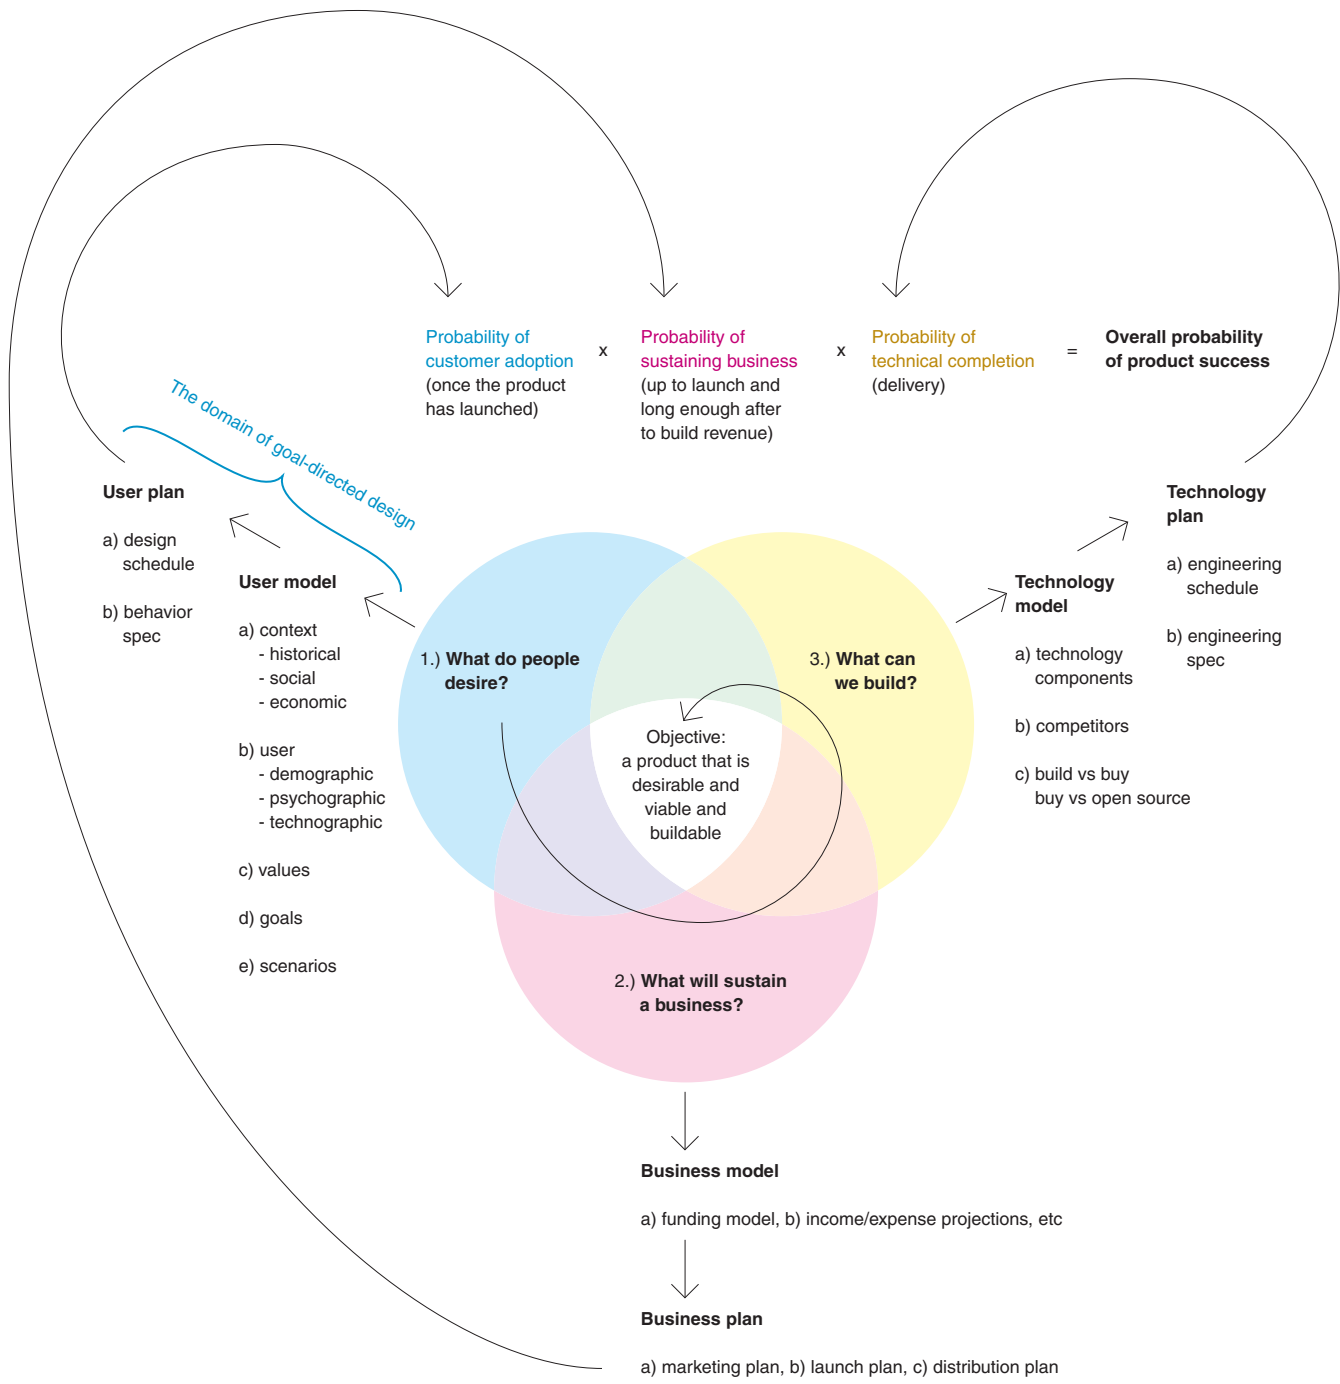 Probability of
customer adoption
(once the product
has launched)
x
Probability of
sustaining business
(up to launch and
long enough after
to build revenue)
x
Probability of
technical completion
(delivery)
=
Overall probability
of product success
The domain of goal-directed design
User plan
a) design
schedule
b) behavior
spec
User model
a) context
- historical
- social
- economic
b) user
- demographic
- psychographic
- technographic
c) values
d) goals
e) scenarios
1.) What do people
desire?
3.) What can
we build?
Objective:
a product that is
desirable and
viable and
buildable
2.) What will sustain
a business?
Technology
model
a) technology
components
b) competitors
c) build vs buy
buy vs open source
Technology
plan
a) engineering
schedule
b) engineering
spec
Business model
a) funding model, b) income/expense projections, etc
Business plan
a) marketing plan, b) launch plan, c) distribution plan